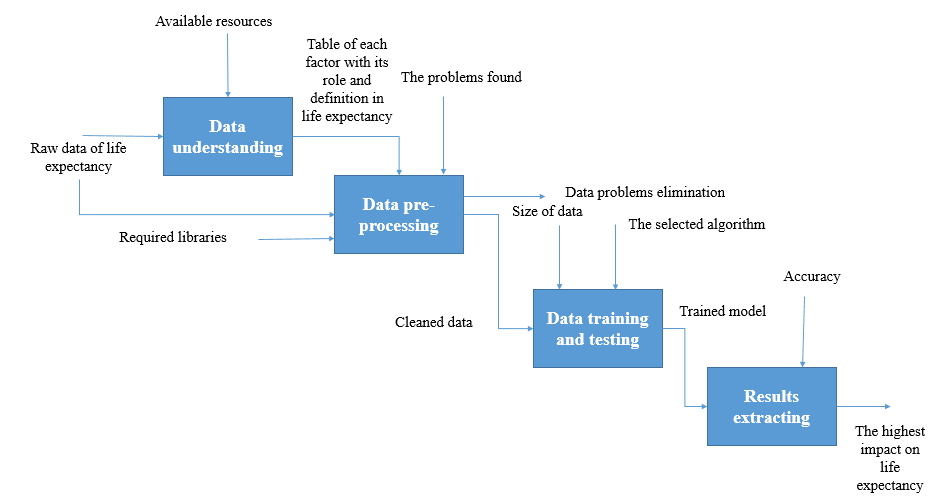 Available resources
Table of each
factor with its
role and
definition in
life expectancy
The problems found
Data
understanding
Raw data of life
expectancy
Data pre-
processing
Data problems elimination
Size of data
The selected algorithm
Required libraries
Accuracy
Cleaned data
Data training
and testing
Trained model
Results
extracting
The highest
impact on
life
expectancy